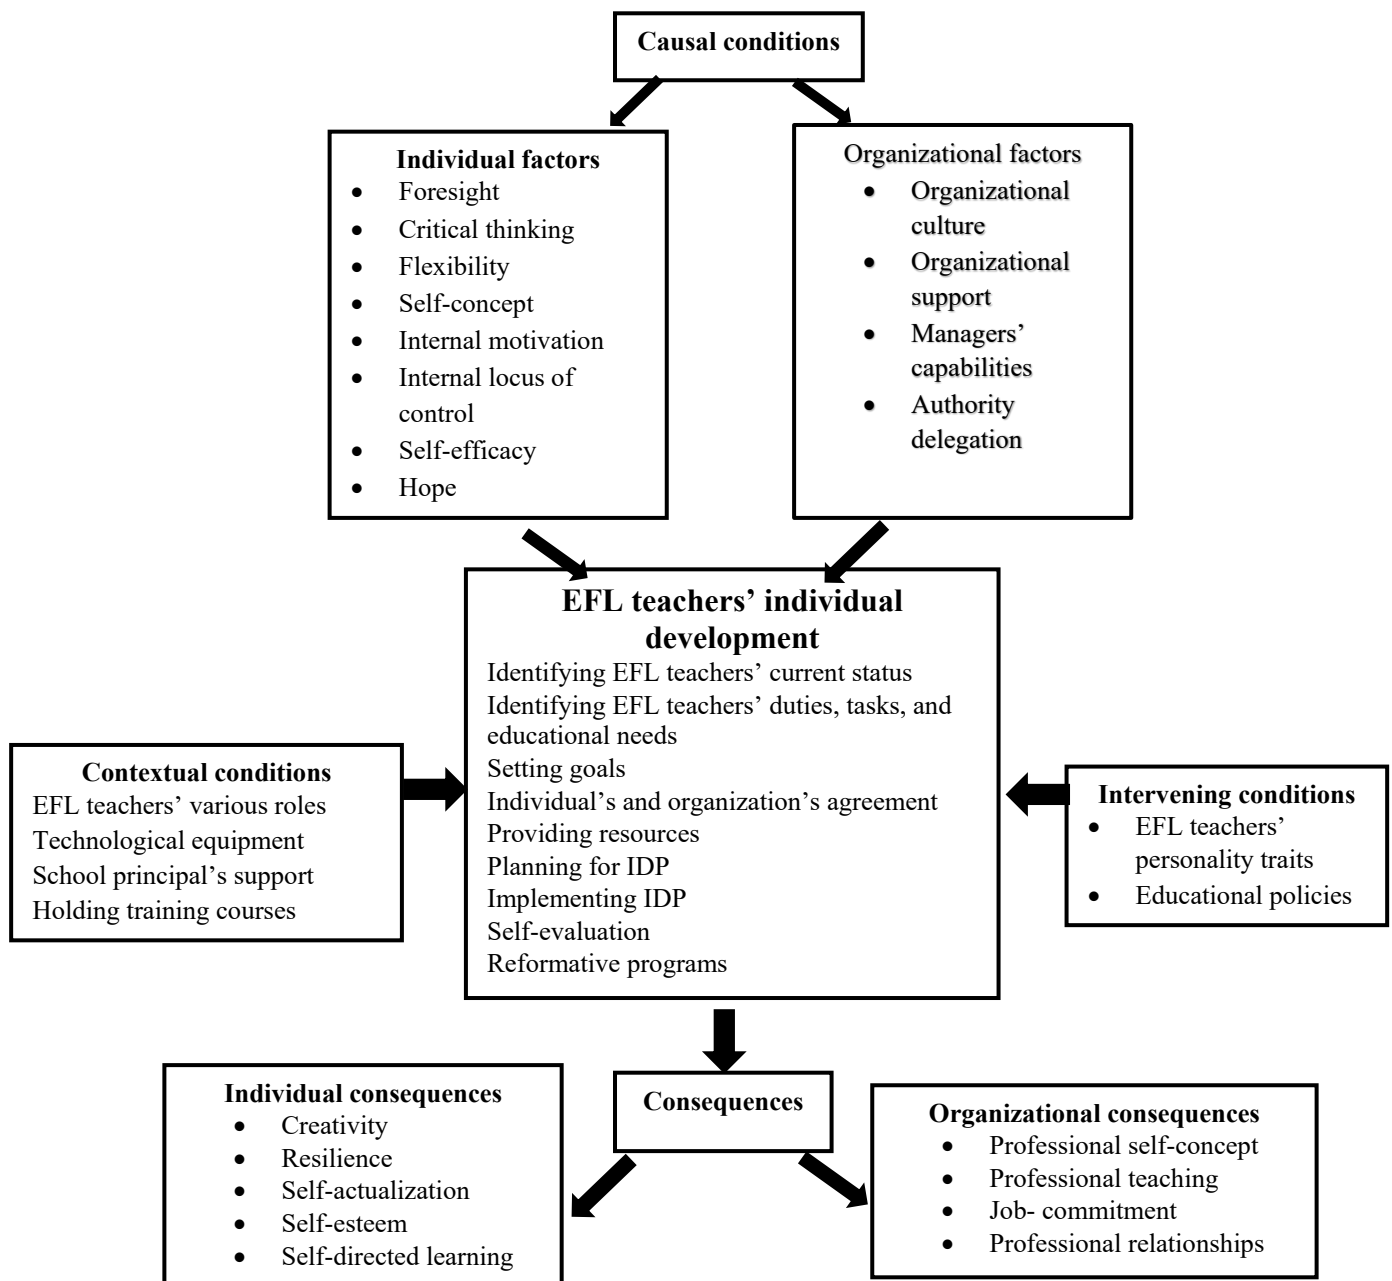 Causal conditions
Individual factors
• Foresight
• Critical thinking
• Flexibility
• Self-concept
• Internal motivation
• Internal locus of
control
• Self-efficacy
• Hope
Organizational factors
• Organizational
culture
• Organizational
support
• Managers’
capabilities
• Authority
delegation
EFL teachers’ individual
development
Identifying EFL teachers’ current status
Identifying EFL teachers’ duties, tasks, and
educational needs
Setting goals
Individual’s and organization’s agreement
Providing resources
Planning for IDP
Implementing IDP
Self-evaluation
Reformative programs
Contextual conditions
EFL teachers’ various roles
Technological equipment
School principal’s support
Holding training courses
Intervening conditions
• EFL teachers’
personality traits
• Educational policies
Consequences
Individual consequences
• Creativity
• Resilience
• Self-actualization
• Self-esteem
• Self-directed learning
Organizational consequences
• Professional self-concept
• Professional teaching
• Job- commitment
• Professional relationships